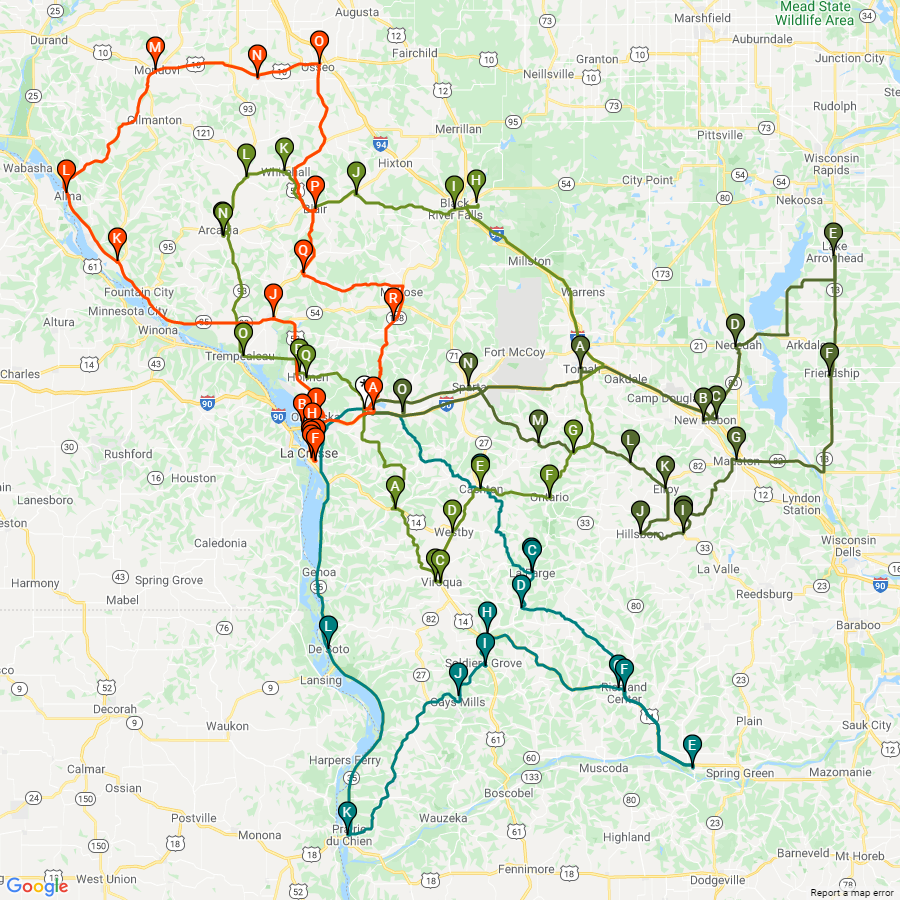 Augusta
Durand
Fairchild
Granton
Neillsville
Marshfield
Auburndale
Mead State
Wildlife Area
Junction City
Mondovi
Osseo
Gilmanton
Merrillan
Hixton
Pittsville
Rudolph
Wisconsin
Rapids
Wabasha
Alma
Whitehall
City Point
Nekoosa
Blair
Black
River Falls
Arcadia
Millston
Lake
Arrowhead
Fountain City
Minnesota City
Altura
Winona
Melrose
Warrens
Trempealeau
Holmen
Fort McCoy
Tomah
Oakdale
Necedah
Arkdale
Friendship
St Charles
Sparta
Camp Douglas
New Lisbon
Onalaska
La Crosse
Rushford
Houston
Lanesboro
Preston
Mauston
Lyndon
Station
Elroy
Cashton
Ontario
Westby
Hillsboro
Caledonia
Wisconsin
Dells
Viroqua
La Farge
La Valle
Reedsburg
Baraboo
Harmony
Mabel
Spring Grove
Genoa
De Soto
Lansing
Soldiers Grove
Gays Mills
Richland
Center
Decorah
Waukon
Plain
Sauk City
Calmar
Ossian
Harpers Ferry
Muscoda
Boscobel
Spring Green
Mazomanie
Postville
Monona
Prairie
du Chien
Wauzeka
Highland
Barneveld
Mt Horeb
West Union
Fennimore
Dodgeville
Google
Report a map error